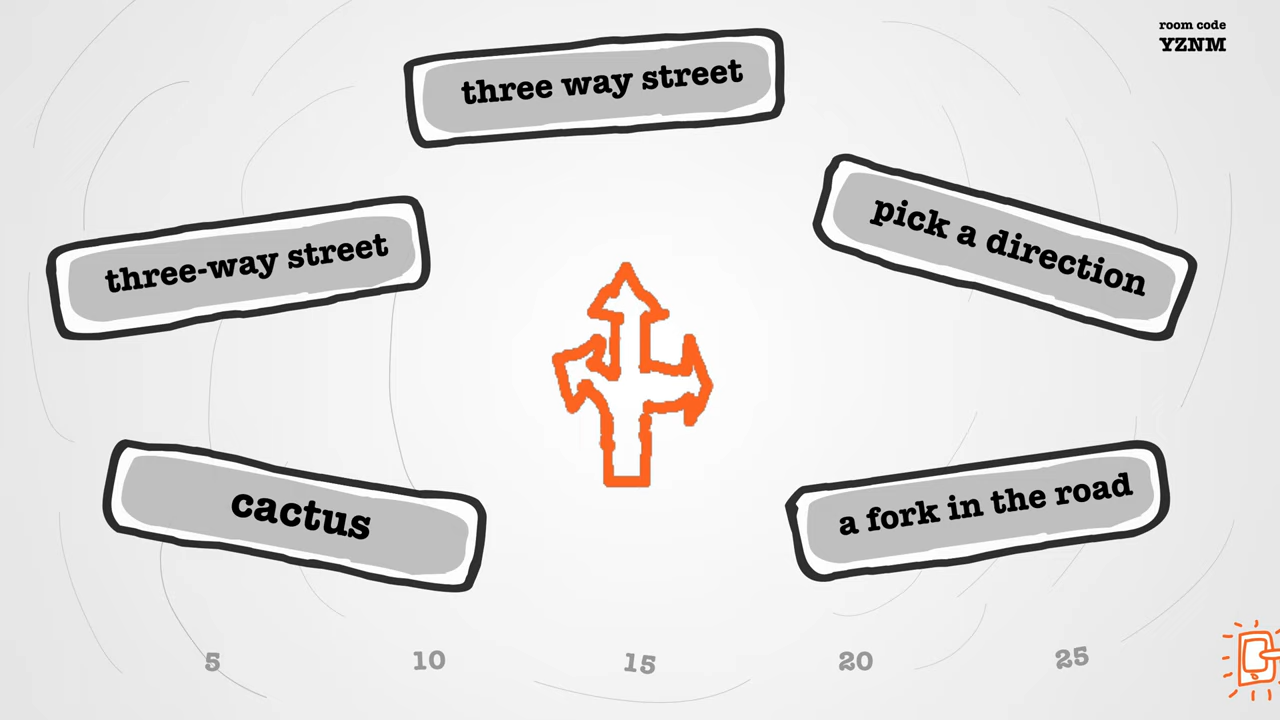 room code
YZNM
three way street
pick a direction
three-way street
cactus
a fork in the road
5
10
15
20
25